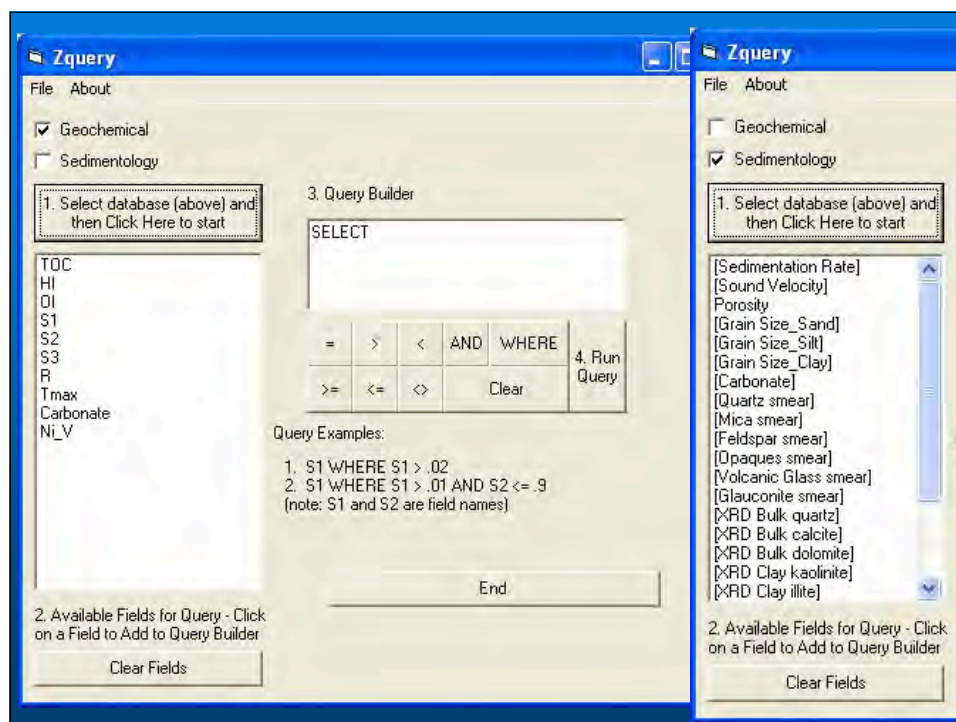 Zquery
File About
Geochemical
Sedimentology
1. Select database (above) and
then Click Here to start
TOC
HI
OI
S1
S2
S3
R
Tmax
Carbonate
Ni_V
2. Available Fields for Query - Click
on a Field to Add to Query Builder
Clear Fields
3. Query Builder
SELECT
= > < AND WHERE
>= <= <> Clear
4. Run
Query
Query Examples:
1. S1 WHERE S1 > .02
2. S1 WHERE S1 > .01 AND S2 <= .9
(note: S1 and S2 are field names)
End
Zquery
File About
Geochemical
Sedimentology
1. Select database (above) and
then Click Here to start
[Sedimentation Rate]
[Sound Velocity]
Porosity
[Grain Size_Sand]
[Grain Size_Silt]
[Grain Size_Clay]
[Carbonate]
[Quartz smear]
[Mica smear]
[Feldspar smear]
[Opaques smear]
[Volcanic Glass smear]
[Glauconite smear]
[XRD Bulk quartz]
[XRD Bulk calcite]
[XRD Bulk dolomite]
[XRD Clay kaolinite]
[XRD Clay illite]
2. Available Fields for Query - Click
on a Field to Add to Query Builder
Clear Fields